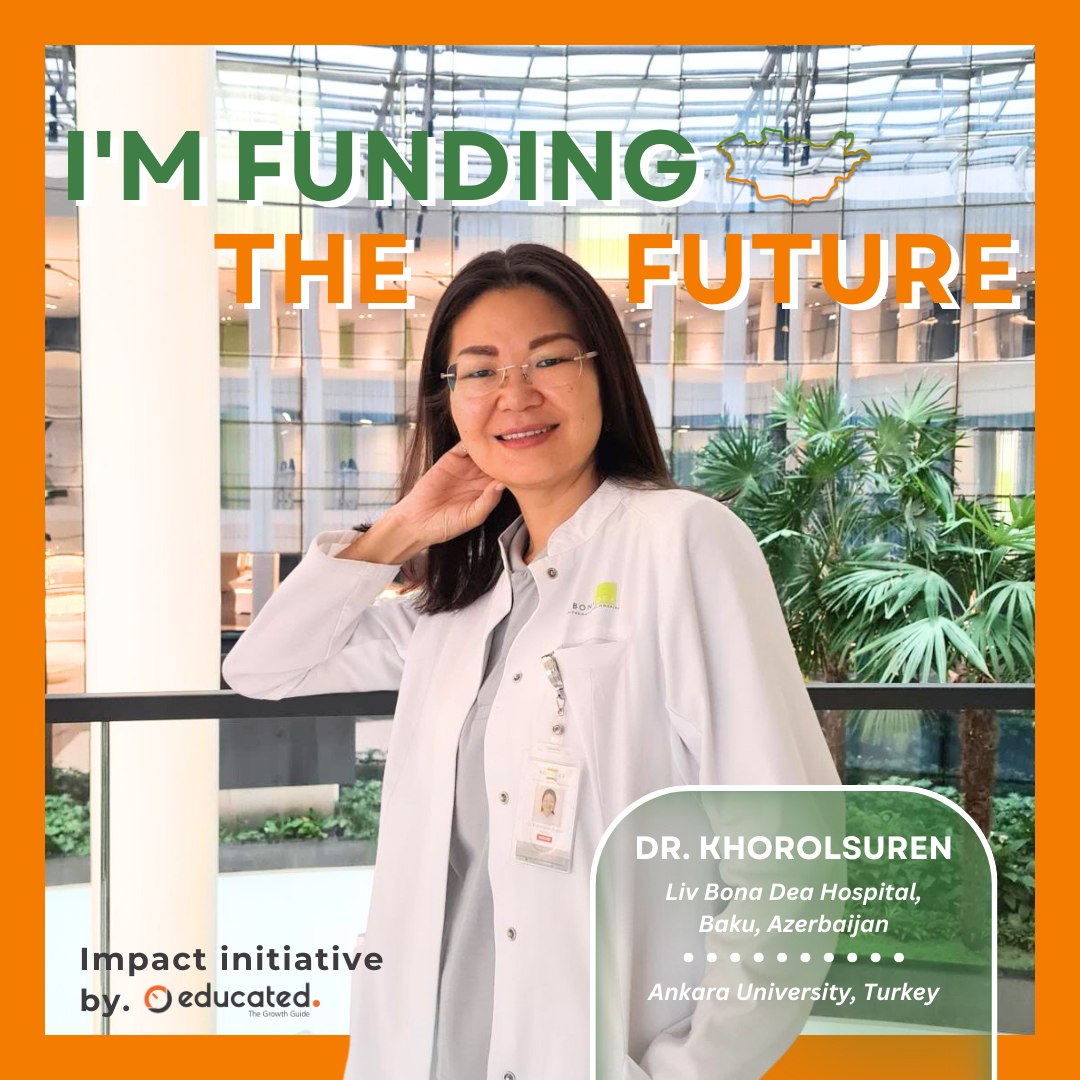 I'M FUNDING
THE FUTURE
BON
DR. KHOROLSUREN
Liv Bona Dea Hospital,
Baku, Azerbaijan
Ankara University, Turkey
Impact initiative
by. educated.
The Growth Guide